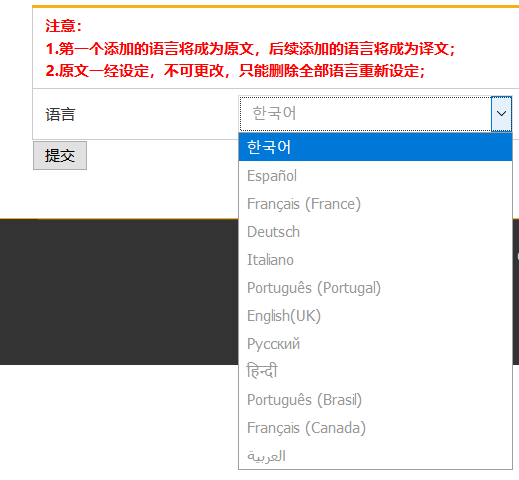 注意：
1.第一个添加的语言将成为原文，后续添加的语言将成为译文；
2.原文一经设定，不可更改，只能删除全部语言重新设定；
语言
한국어
提交
한국어
Español
Français (France)
Deutsch
Italiano
Português (Portugal)
English(UK)
Русский
हिन्दी
Português (Brasil)
Français (Canada)
العربية